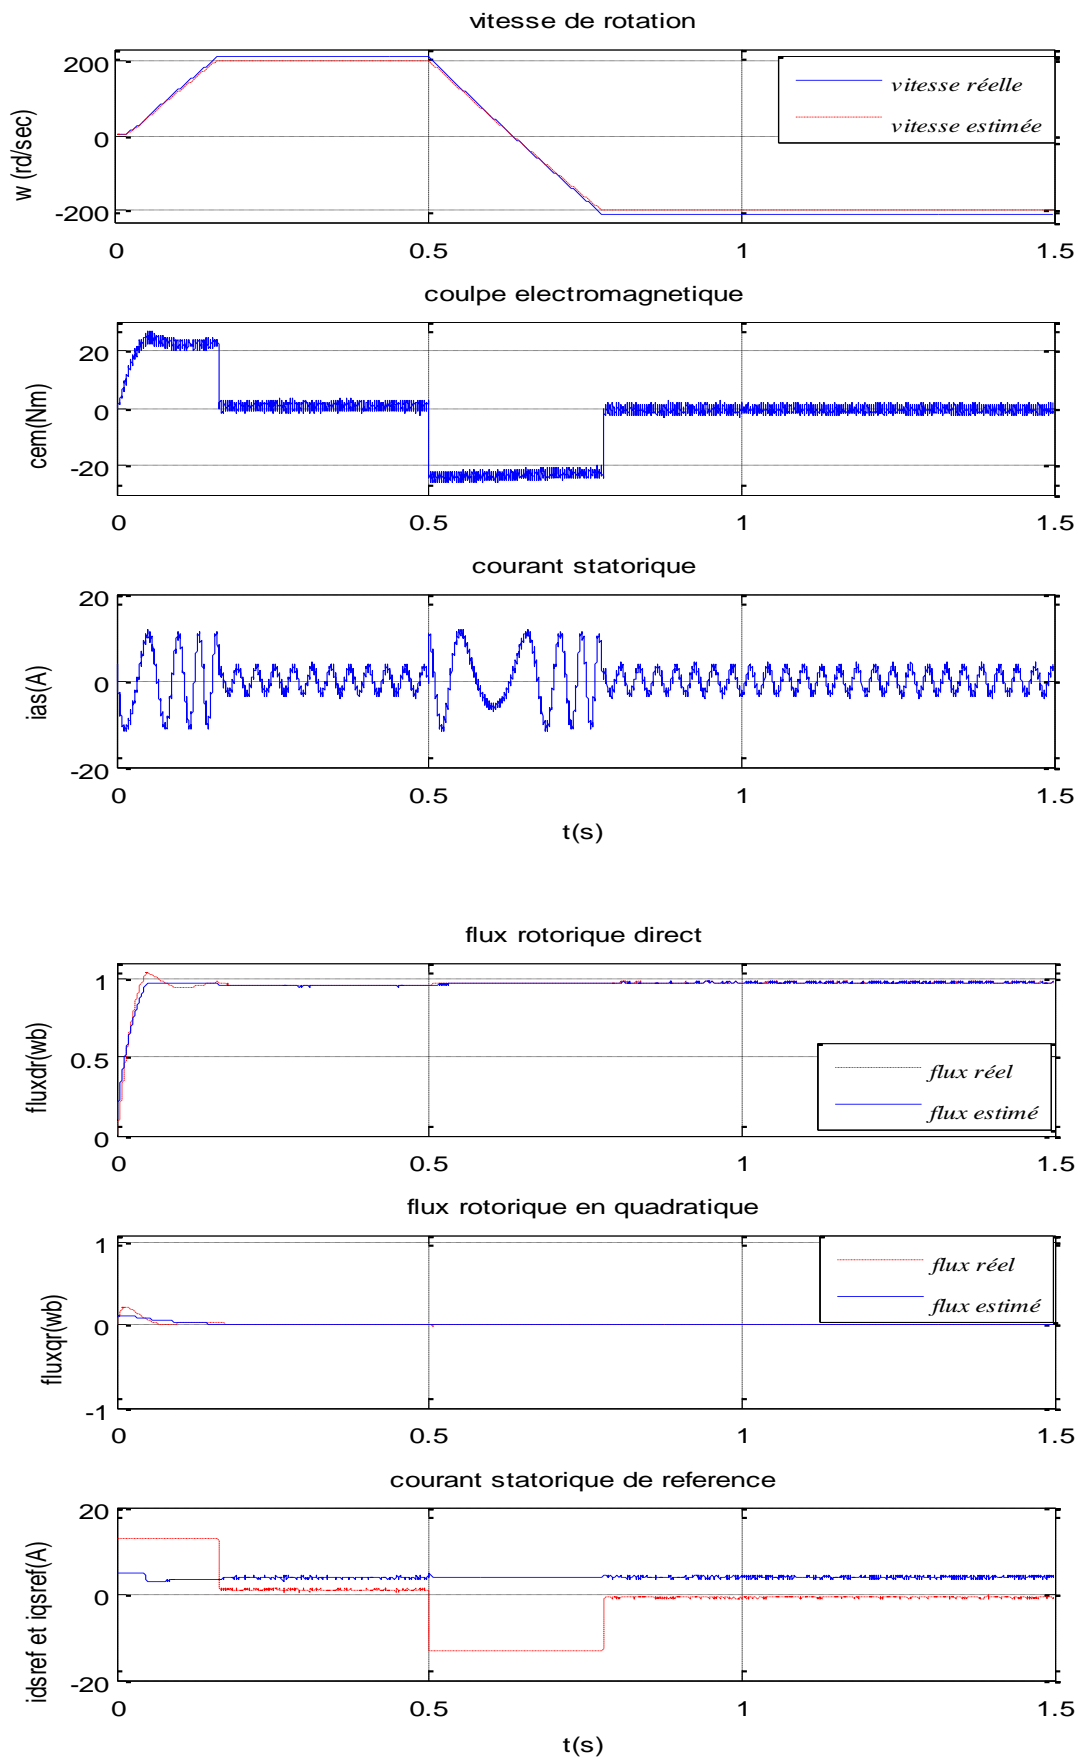 vitesse de rotation
w (rd/sec)
200
0
-200
vitesse réelle
vitesse estimée
0 0.5 1 1.5
coulpe electromagnetique
cem(Nm)
20
0
-20
0 0.5 1 1.5
courant statorique
ias(A)
20
0
-20
0 0.5 1 1.5
t(s)
flux rotorique direct
fluxdr(wb)
1
0.5
0
flux réel
flux estimé
0 0.5 1 1.5
flux rotorique en quadratique
fluxqr(wb)
1
0
-1
flux réel
flux estimé
0 0.5 1 1.5
courant statorique de reference
idsref et iqsref(A)
20
0
-20
0 0.5 1 1.5
t(s)